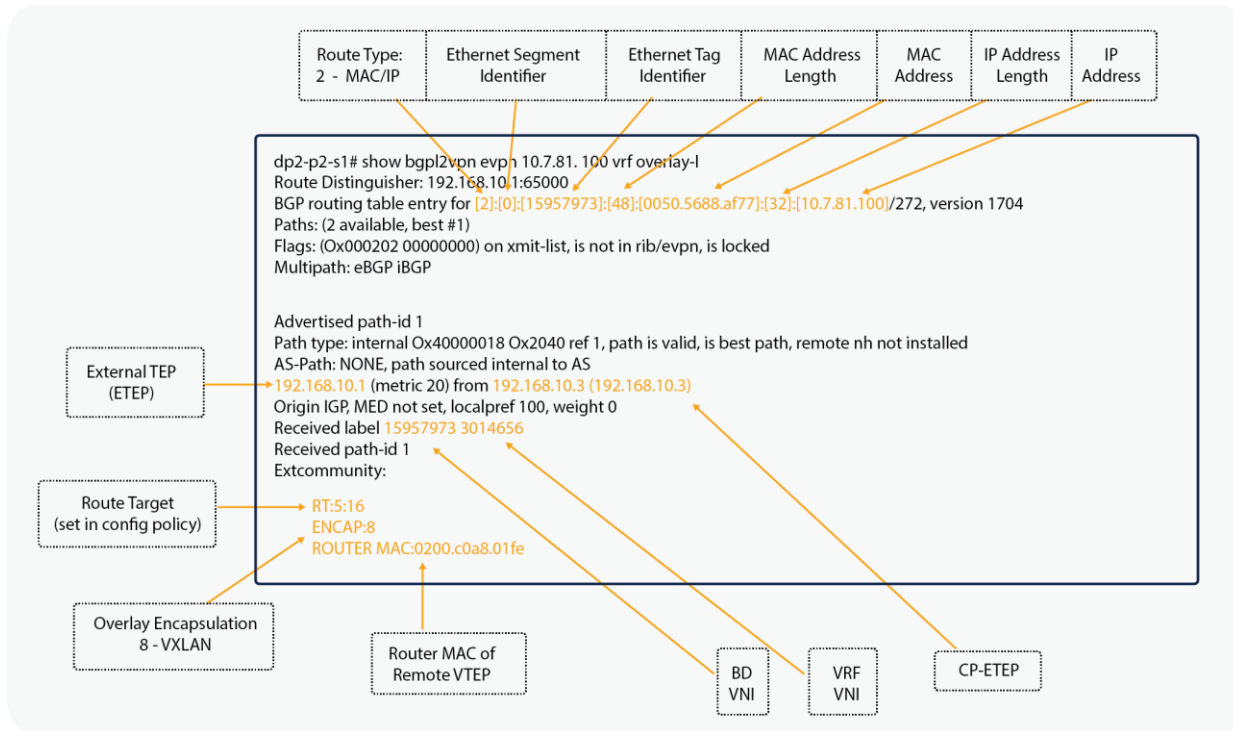 Route Type:
2 - MAC/IP
Ethernet Segment
Identifier
Ethernet Tag
Identifier
MAC Address
Length
MAC
Address
IP Address
Length
IP
Address
dp2-p2-s1# show bgpl2vpn evpn 10.7.81. 100 vrf overlay-l
Route Distinguisher: 192.168.10.1:65000
BGP routing table entry for [2]:[0]:[15957973]:[48]:[0050.5688.af77]:[32]:[10.7.81.100]/272, version 1704
Paths: (2 available, best #1)
Flags: (Ox000202 00000000) on xmit-list, is not in rib/evpn, is locked
Multipath: eBGP iBGP
Advertised path-id 1
Path type: internal Ox40000018 Ox2040 ref 1, path is valid, is best path, remote nh not installed
AS-Path: NONE, path sourced internal to AS
192.168.10.1 (metric 20) from 192.168.10.3 (192.168.10.3)
Origin IGP, MED not set, localpref 100, weight 0
Received label 15957973 3014656
Received path-id 1
Extcommunity:
RT:5:16
ENCAP:8
ROUTER MAC:0200.c0a8.01fe
External TEP
(ETEP)
Route Target
(set in config policy)
Overlay Encapsulation
8 - VXLAN
Router MAC of
Remote VTEP
BD
VNI
VRF
VNI
CP-ETEP